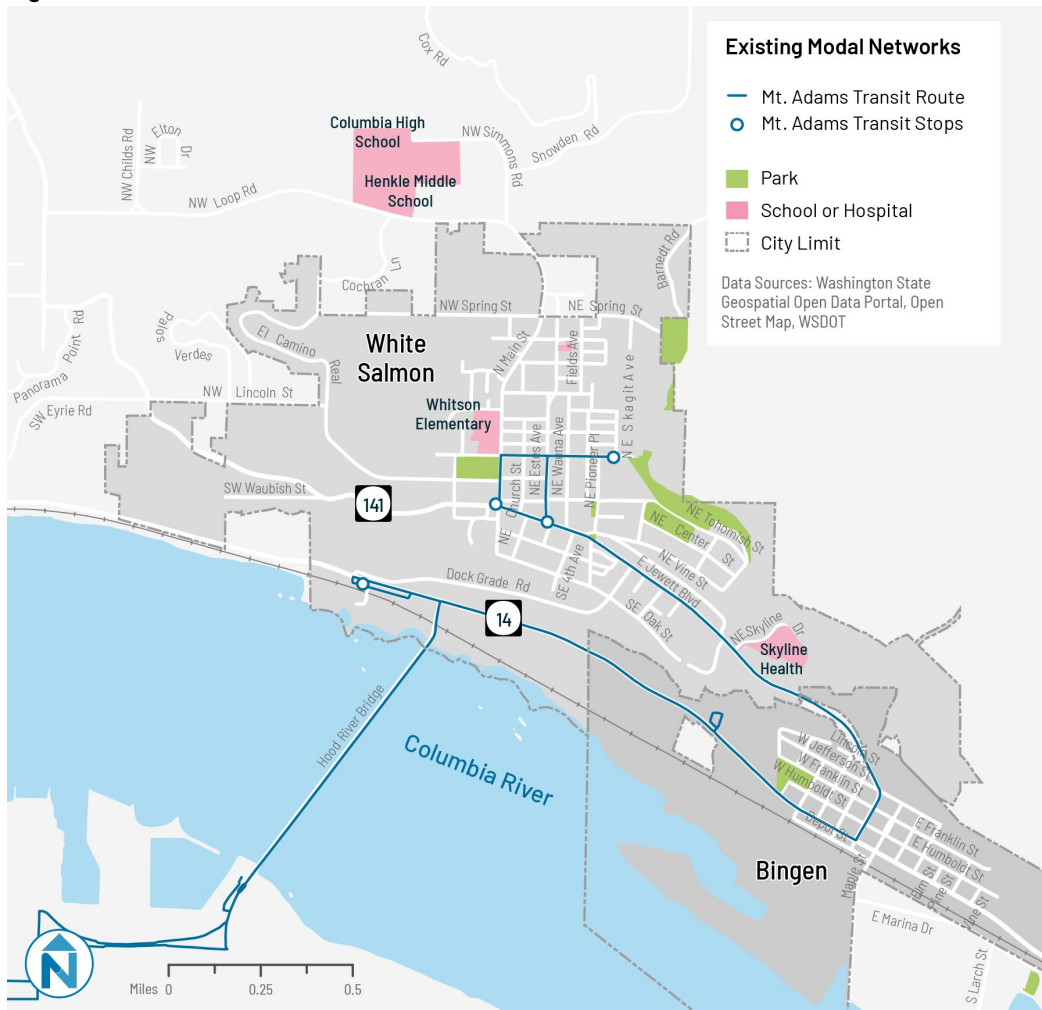 Existing Modal Networks
Mt. Adams Transit Route
Mt. Adams Transit Stops
Park
School or Hospital
City Limit
Data Sources: Washington State
Geospatial Open Data Portal, Open
Street Map, WSDOT
Cox Rd
Columbia High
School
NW Simmons Rd
Snowden Rd
NW Elton Dr
NW Childs Rd
Henkle Middle
School
NW Loop Rd
Barnedt Rd
Cochran Ln
NW Spring St
NE Spring St
El Camino Real
Palos Verdes
Panorama Point Rd
White
Salmon
N Main St
Fields Ave
NE Skagit Ave
NW Lincoln St
SW Eyrie Rd
Whitson
Elementary
NE Estes Ave
NE Wauna Ave
NE Pioneer Pl
NE Church St
SW Waubish St
141
NE Tohomish St
NE Center St
NE Vine St
E Jewett Blvd
SE 4th Ave
Dock Grade Rd
SE Oak St
14
NE Skyline Dr
Skyline
Health
Hood River Bridge
Columbia River
Lincoln St
W Jefferson St
W Franklin St
W Humboldt St
Depot St
E Franklin St
E Humboldt St
Bingen
Maple St
Elm St
Pine St
Vine St
E Marina Dr
S Larch St
N
Miles 0 0.25 0.5